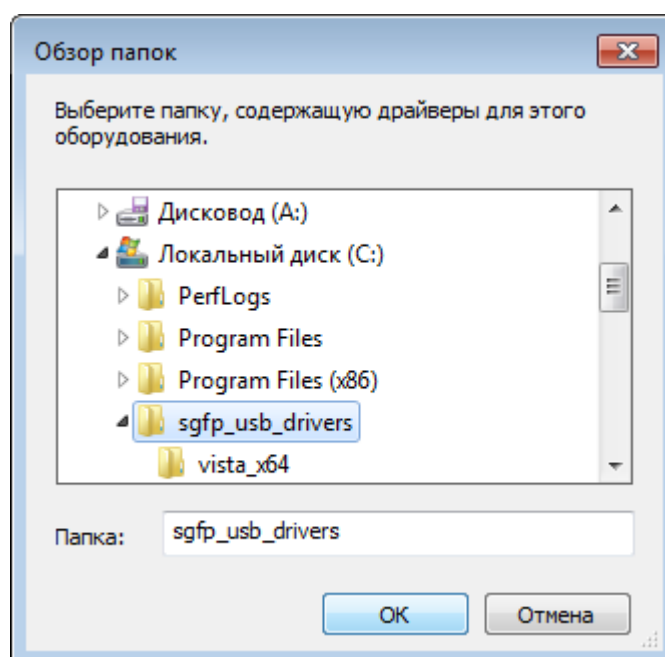 Обзор папок
Выберите папку, содержащую драйверы для этого
оборудования.
Дисковод (A:)
Локальный диск (C:)
PerfLogs
Program Files
Program Files (x86)
sgfp_usb_drivers
vista_x64
Папка: sgfp_usb_drivers
ОК Отмена